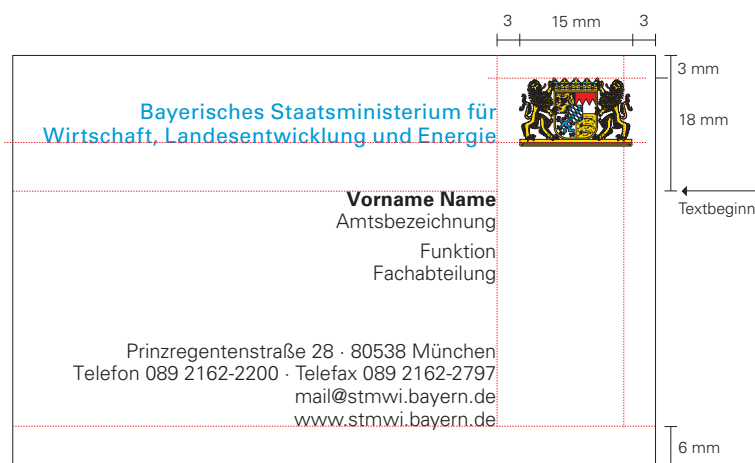 3 15 mm 3
3 mm
Bayerisches Staatsministerium für
Wirtschaft, Landesentwicklung und Energie
18 mm
Vorname Name
Textbeginn
Amtsbezeichnung
Funktion
Fachabteilung
Prinzregentenstraße 28 · 80538 München
Telefon 089 2162-2200 · Telefax 089 2162-2797
mail@stmwi.bayern.de
www.stmwi.bayern.de
6 mm